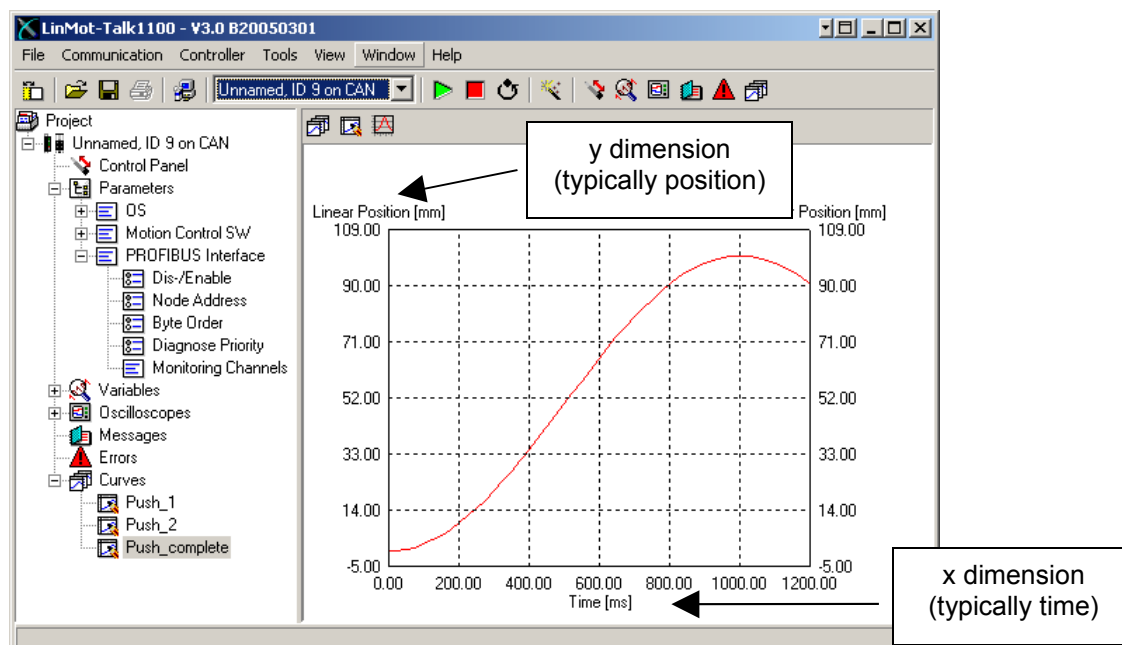 LinMot-Talk1100 - V3.0 B20050301
File Communication Controller Tools View Window Help
Unnamed, ID 9 on CAN
Project
Unnamed, ID 9 on CAN
Control Panel
Parameters
OS
Motion Control SW
PROFIBUS Interface
Dis-/Enable
Node Address
Byte Order
Diagnose Priority
Monitoring Channels
Variables
Oscilloscopes
Messages
Errors
Curves
Push_1
Push_2
Push_complete
y dimension
(typically position)
Linear Position [mm]
Position [mm]
109.00 109.00
90.00 90.00
71.00 71.00
52.00 52.00
33.00 33.00
14.00 14.00
-5.00 -5.00
0.00 200.00 400.00 600.00 800.00 1000.00 1200.00
Time [ms]
x dimension
(typically time)